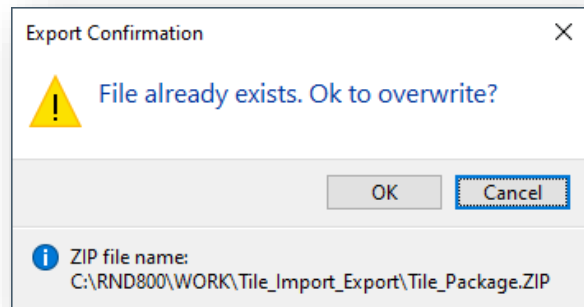 Export Confirmation
File already exists. Ok to overwrite?
OK
Cancel
ZIP file name:
C:\RND800\WORK\Tile_Import_Export\Tile_Package.ZIP